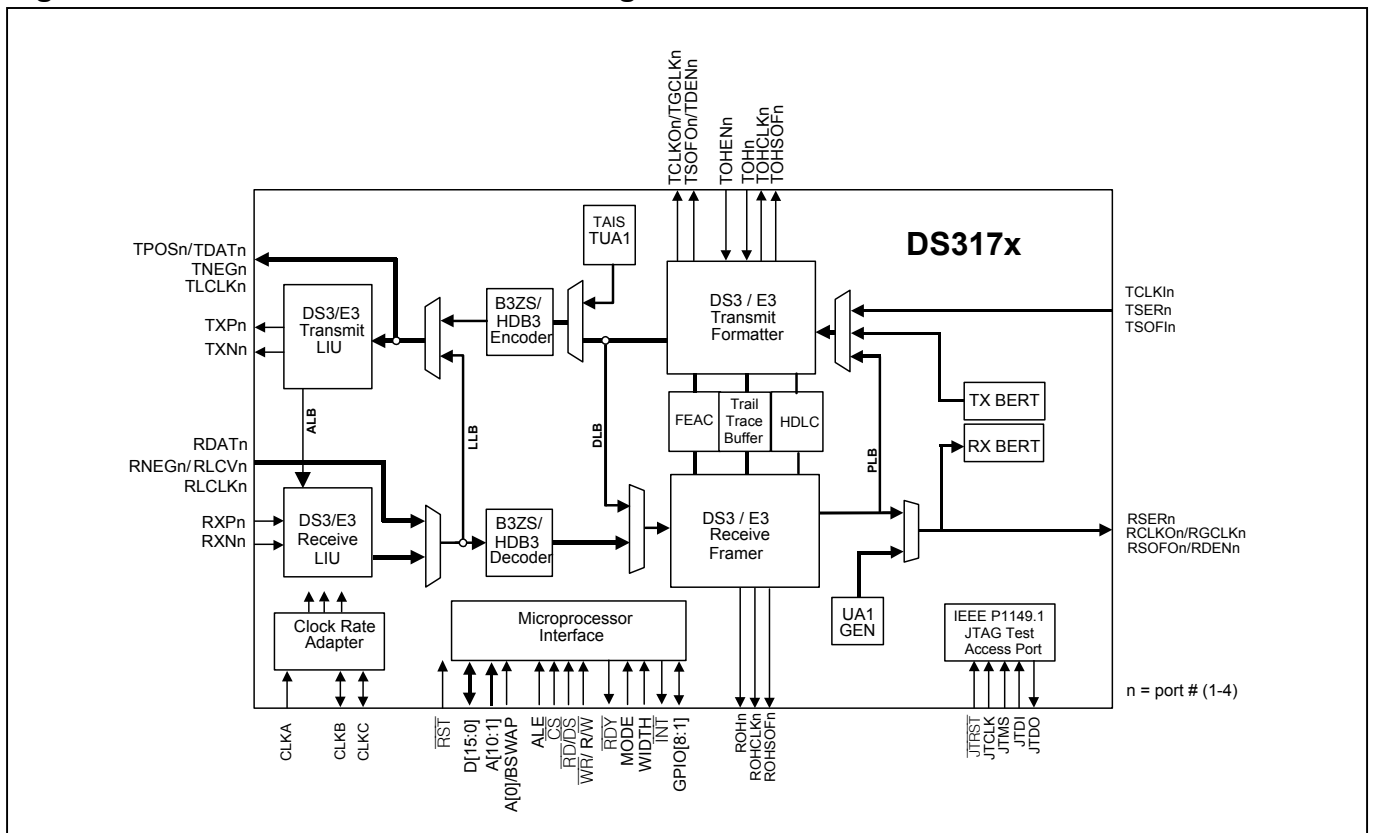 TCLKOn/TGCLKn
TSOFOn/TDENn
TOHENn
TOHn
TOHCLKn
TOHSOFn
DS317x
TAIS
TUA1
TPOSn/TDATn
TNEGn
TLCLKn
TXPn
TXNn
DS3/E3
Transmit
LIU
B3ZS/
HDB3
Encoder
DS3 / E3
Transmit
Formatter
TCLKIn
TSERn
TSOFIn
TX BERT
RX BERT
FEAC
Trail
Trace
Buffer
HDLC
ALB
LLB
DLB
PLB
RDATn
RNEGn/RLCVn
RLCLKn
RXPn
RXNn
DS3/E3
Receive
LIU
B3ZS/
HDB3
Decoder
DS3 / E3
Receive
Framer
RSERn
RCLKOn/RGCLKn
RSOFOn/RDENn
UA1
GEN
Clock Rate
Adapter
Microprocessor
Interface
IEEE P1149.1
JTAG Test
Access Port
n = port # (1-4)
CLKA
CLKB
CLKC
RST
D[15:0]
A[10:1]
A[0]/BSWAP
ALE
CS
RD/DS
WR/ R/W
RDY
MODE
WIDTH
INT
GPIO[8:1]
ROHn
ROHCLKn
ROHSOFn
JTRST
JTCLK
JTMS
JTDI
JTDO